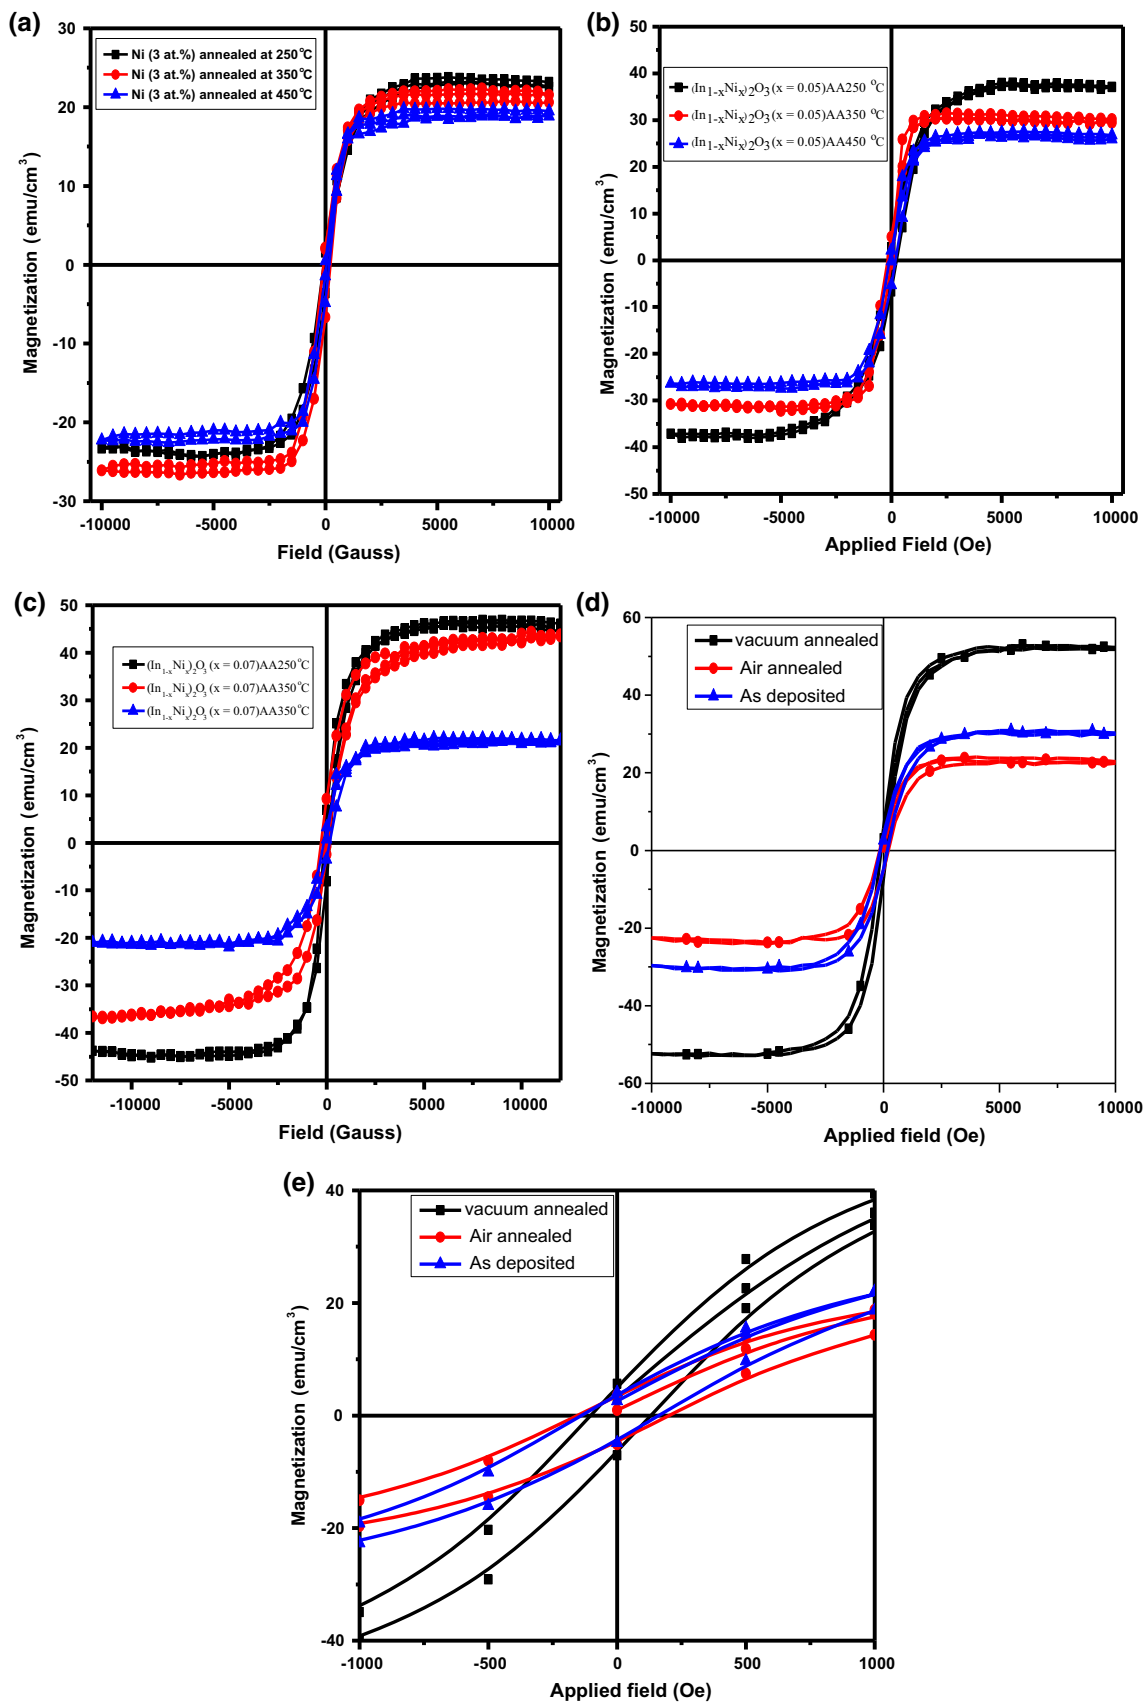 (a)
30
20
10
0
-10
-20
-30
Magnetization (emu/cm³)
Ni (3 at.%) annealed at 250°C
Ni (3 at.%) annealed at 350°C
Ni (3 at.%) annealed at 450°C
-10000 -5000 0 5000 10000
Field (Gauss)
(b)
50
40
30
20
10
0
-10
-20
-30
-40
-50
Magnetization (emu/cm³)
(In₁₋ₓNiₓ)₂O₃ (x = 0.05)AA250 °C
(In₁₋ₓNiₓ)₂O₃ (x = 0.05)AA350 °C
(In₁₋ₓNiₓ)₂O₃ (x = 0.05)AA450 °C
-10000 -5000 0 5000 10000
Applied Field (Oe)
(c)
50
40
30
20
10
0
-10
-20
-30
-40
-50
Magnetization (emu/cm³)
(In₁₋ₓNiₓ)₂O₃ (x = 0.07)AA250°C
(In₁₋ₓNiₓ)₂O₃ (x = 0.07)AA350°C
(In₁₋ₓNiₓ)₂O₃ (x = 0.07)AA350°C
-10000 -5000 0 5000 10000
Field (Gauss)
(d)
60
40
20
0
-20
-40
-60
Magnetization (emu/cm³)
vacuum annealed
Air annealed
As deposited
-10000 -5000 0 5000 10000
Applied field (Oe)
(e)
40
20
0
-20
-40
Magnetization (emu/cm³)
vacuum annealed
Air annealed
As deposited
-1000 -500 0 500 1000
Applied field (Oe)